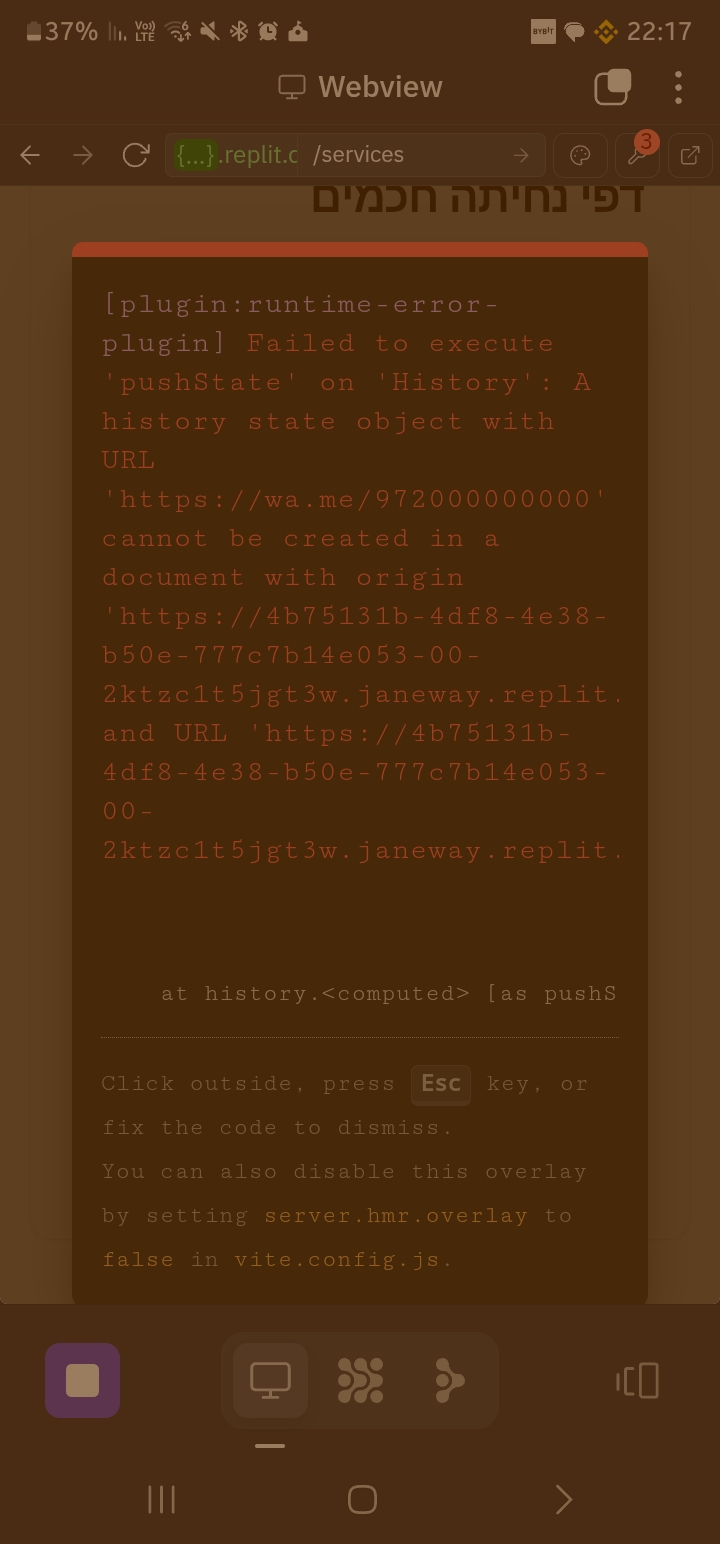 37% Vo)) LTE 6 BYBIT 22:17
Webview
{...}.replit.c /services 3
דפי נחיתה חכמים
[plugin:runtime-error-
plugin] Failed to execute
'pushState' on 'History': A
history state object with
URL
'https://wa.me/972000000000'
cannot be created in a
document with origin
'https://4b75131b-4df8-4e38-
b50e-777c7b14e053-00-
2ktzc1t5jgt3w.janeway.replit.
and URL 'https://4b75131b-
4df8-4e38-b50e-777c7b14e053-
00-
2ktzc1t5jgt3w.janeway.replit.
at history.<computed> [as pushS
Click outside, press Esc key, or
fix the code to dismiss.
You can also disable this overlay
by setting server.hmr.overlay to
false in vite.config.js.